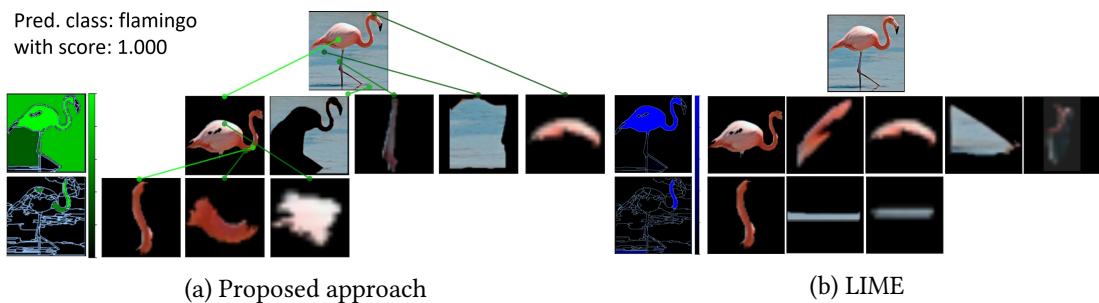 Pred. class: flamingo
with score: 1.000
(a) Proposed approach
(b) LIME